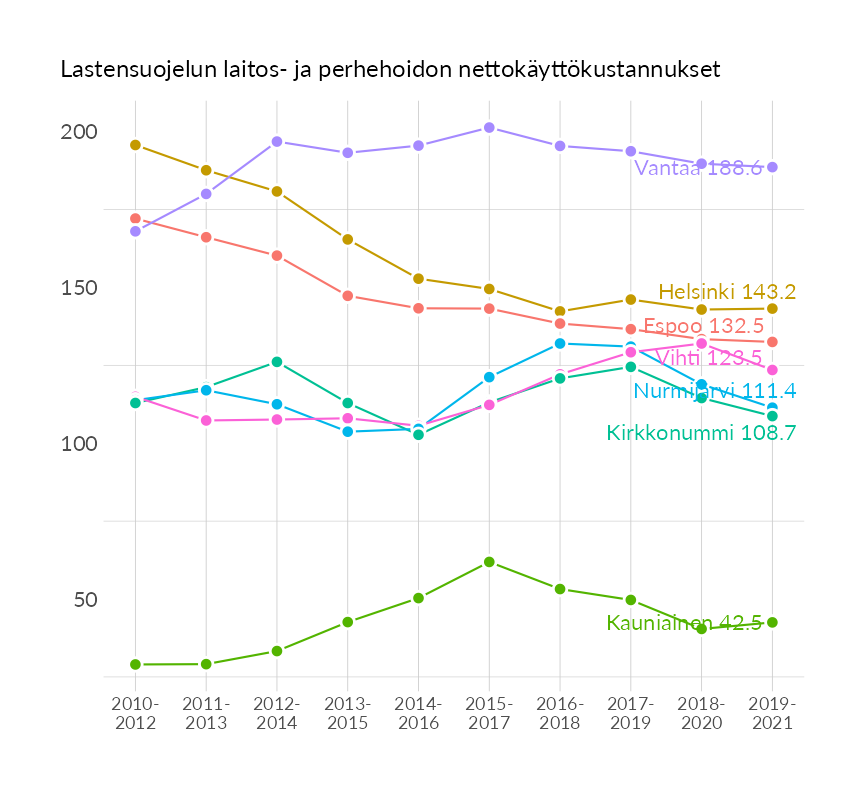 Lastensuojelun laitos- ja perhehoidon nettokäyttökustannukset
200
Vantaa 188.6
150
Helsinki 143.2
Espoo 132.5
Vihti 123.5
Nurmijärvi 111.4
Kirkkonummi 108.7
100
50
Kauniainen 42.5
2010- 2011- 2012- 2013- 2014- 2015- 2016- 2017- 2018- 2019-
2012 2013 2014 2015 2016 2017 2018 2019 2020 2021